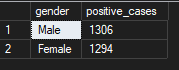 gender positive_cases
1 Male 1306
2 Female 1294